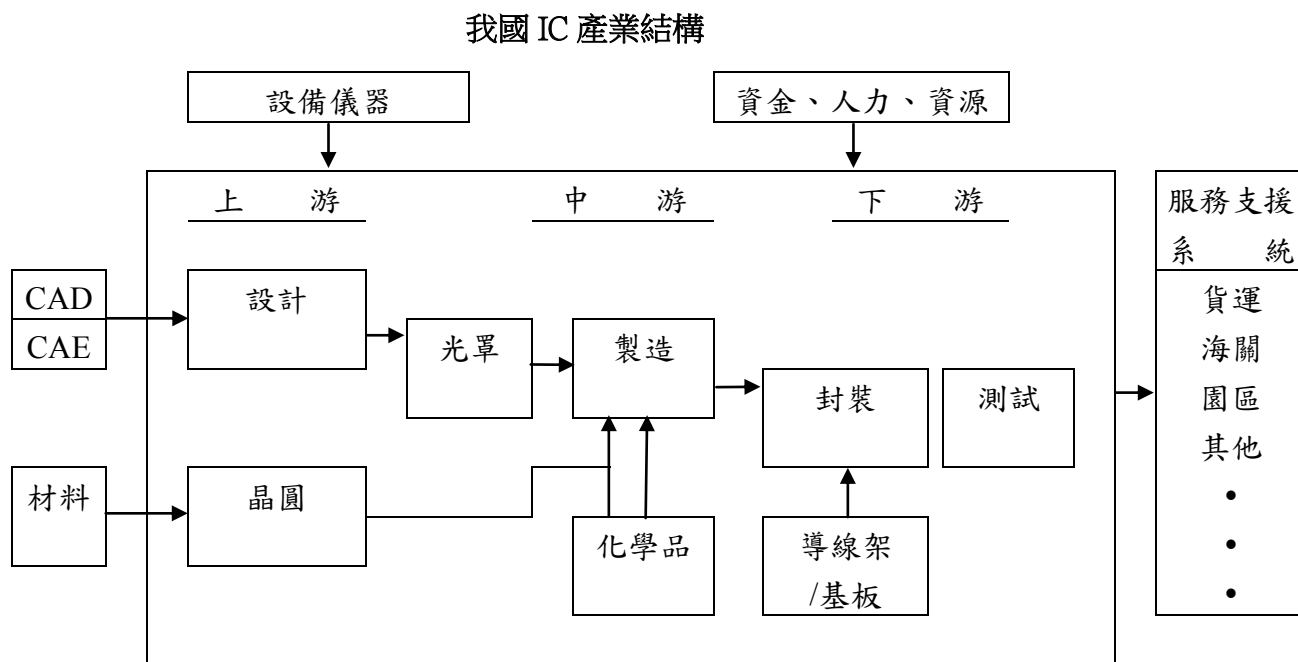 我國 IC 產業結構
設備儀器
資金、人力、資源
上 游
中 游
下 游
服務支援
系 統
CAD
CAE
設計
光罩
製造
封裝
測試
貨運
海關
園區
其他
•
•
•
材料
晶圓
化學品
導線架
/基板